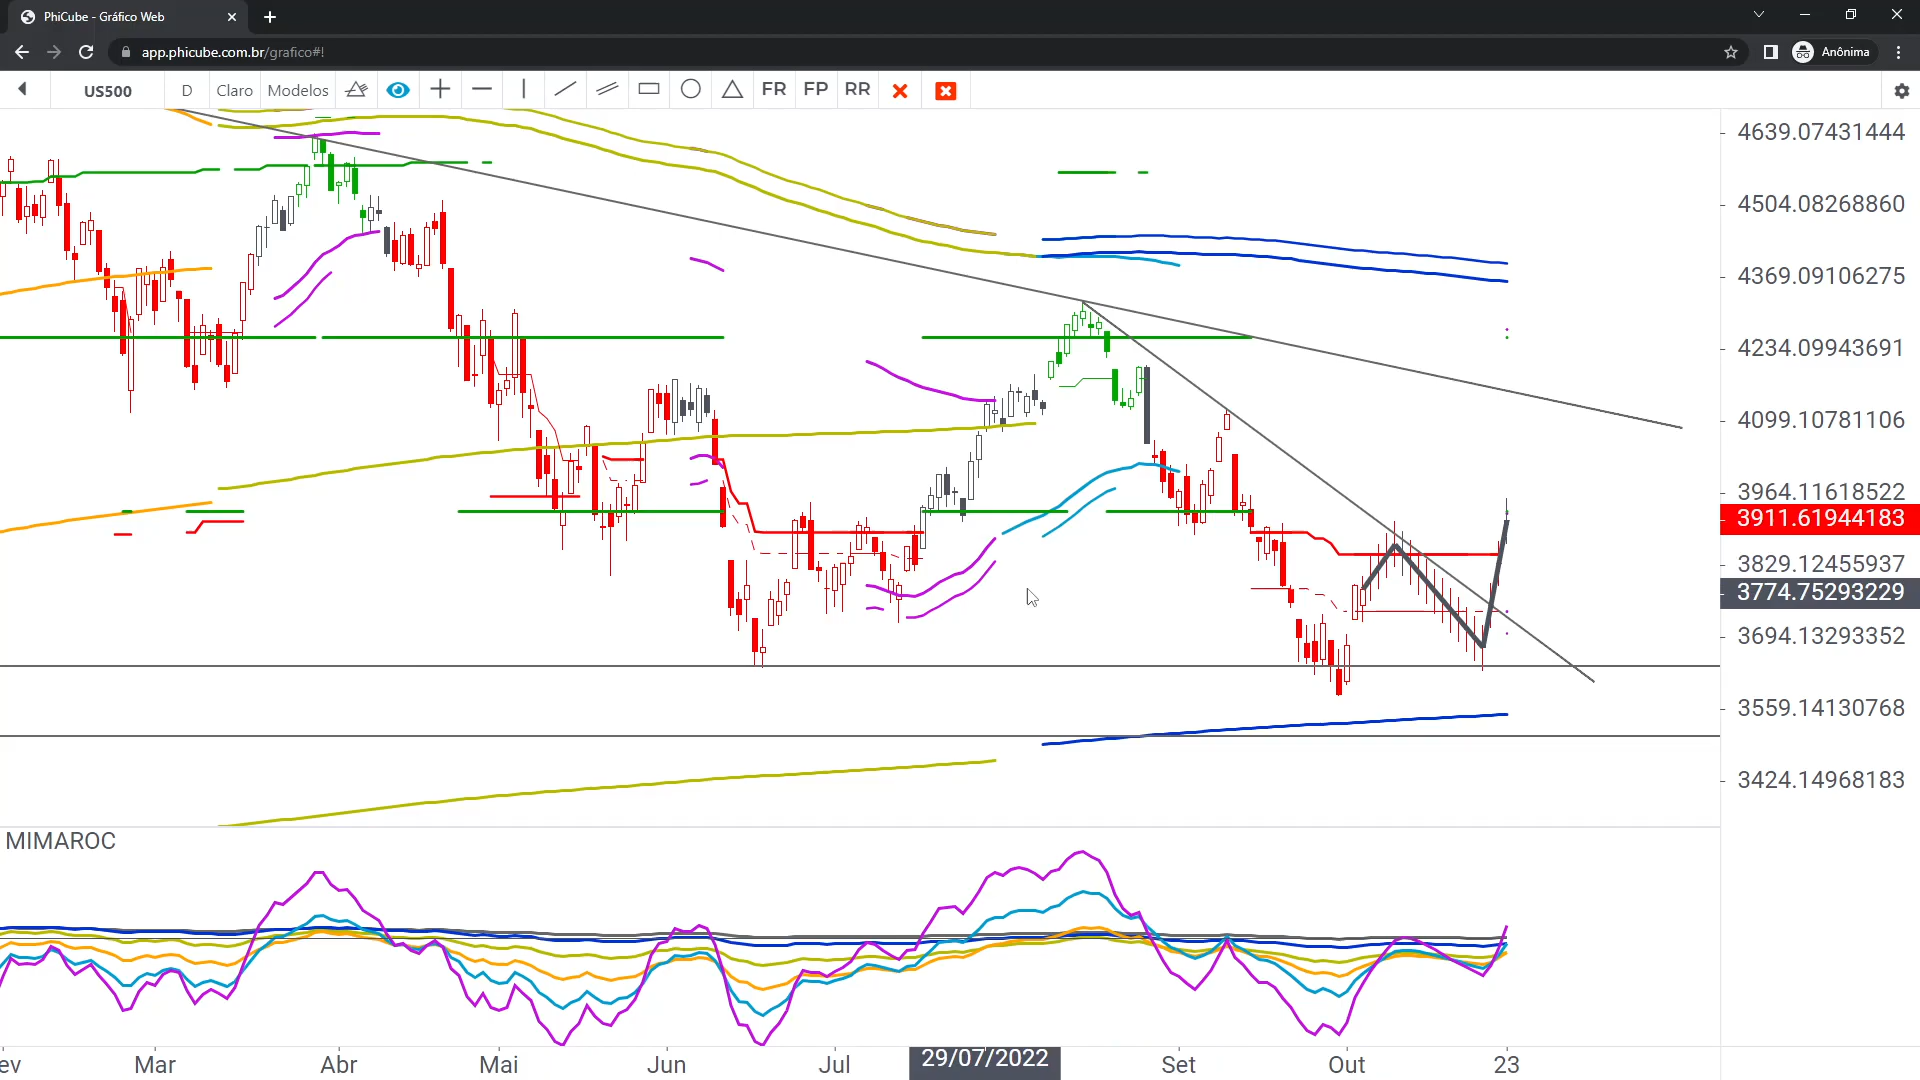 PhiCube - Gráfico Web
app.phicube.com.br/grafico#!
Anônima
US500
D
Claro
Modelos
FR
FP
RR
4639.07431444
4504.08268860
4369.09106275
4234.09943691
4099.10781106
3964.11618522
3911.61944183
3829.12455937
3774.75293229
3694.13293352
3559.14130768
3424.14968183
MIMAROC
ev
Mar
Abr
Mai
Jun
Jul
29/07/2022
Set
Out
23